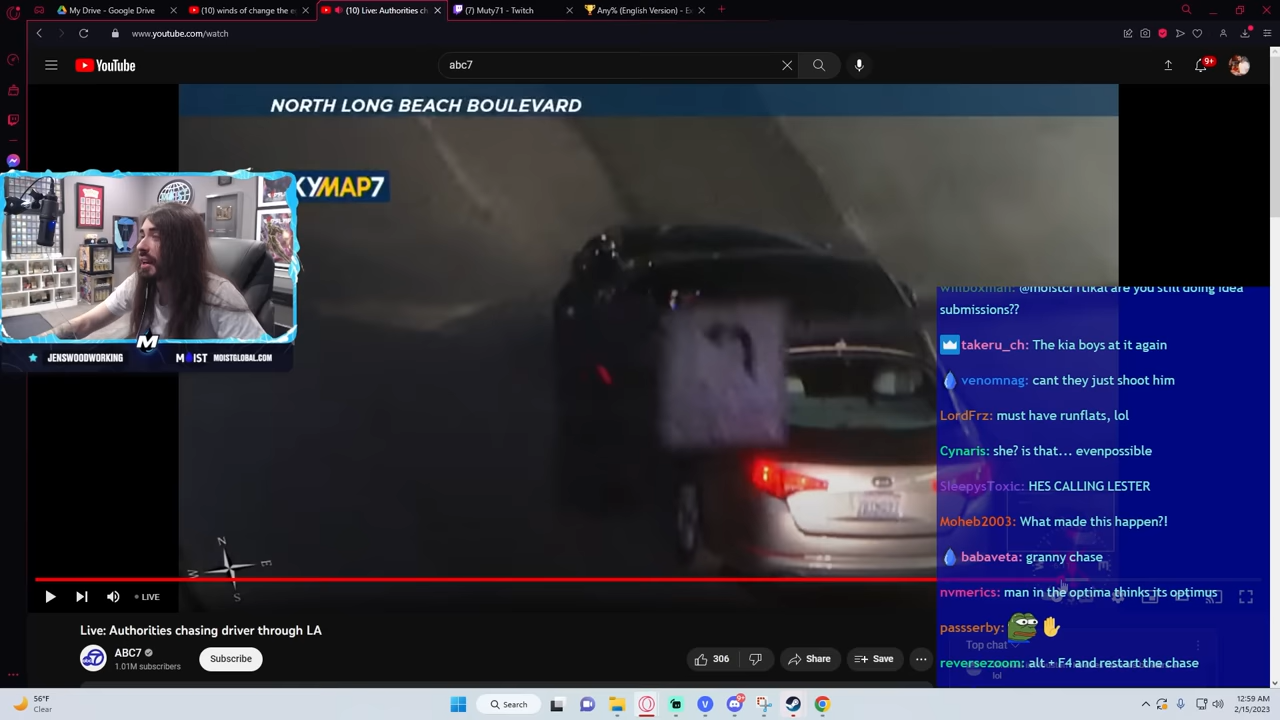 My Drive - Google Drive
(10) winds of change the e
(10) Live: Authorities ch
Muty71 - Twitch
Any% (English Version) - Ex
www.youtube.com/watch
YouTube
abc7
9+
NORTH LONG BEACH BOULEVARD
KYMAP7
M
JENSWOODWORKING
MOIST MOISTGLOBAL.COM
willboxman: @moistcr1tikal are you still doing idea
submissions??
takeru_ch: The kia boys at it again
venomnag: cant they just shoot him
LordFrz: must have runflats, lol
Cynaris: she? is that... evenpossible
SleepysToxic: HES CALLING LESTER
Moheb2003: What made this happen?!
babaveta: granny chase
nvmerics: man in the optima thinks its optimus
passserby:
Top chat
reversezoom: alt + F4 and restart the chase
lol
N
E
S
W
LIVE
Live: Authorities chasing driver through LA
ABC7
1.01M subscribers
Subscribe
306
Share
Save
56°F
Clear
Search
12:59 AM
2/15/2023